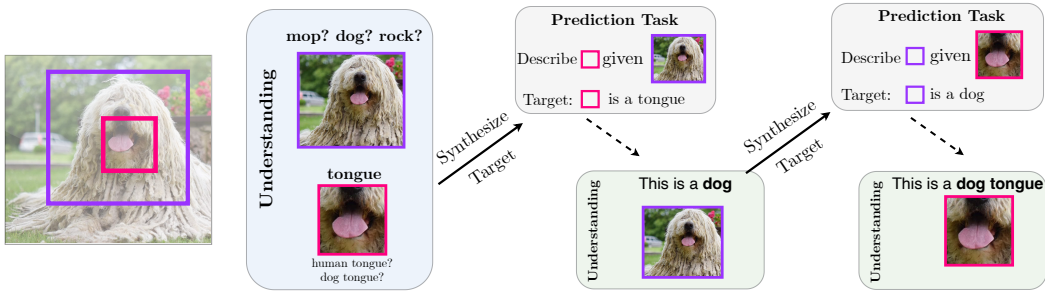 Understanding
mop? dog? rock?
tongue
human tongue?
dog tongue?
Synthesize
Target
Prediction Task
Describe given
Target: is a tongue
Understanding
This is a dog
Synthesize
Target
Prediction Task
Describe given
Target: is a dog
Understanding
This is a dog tongue